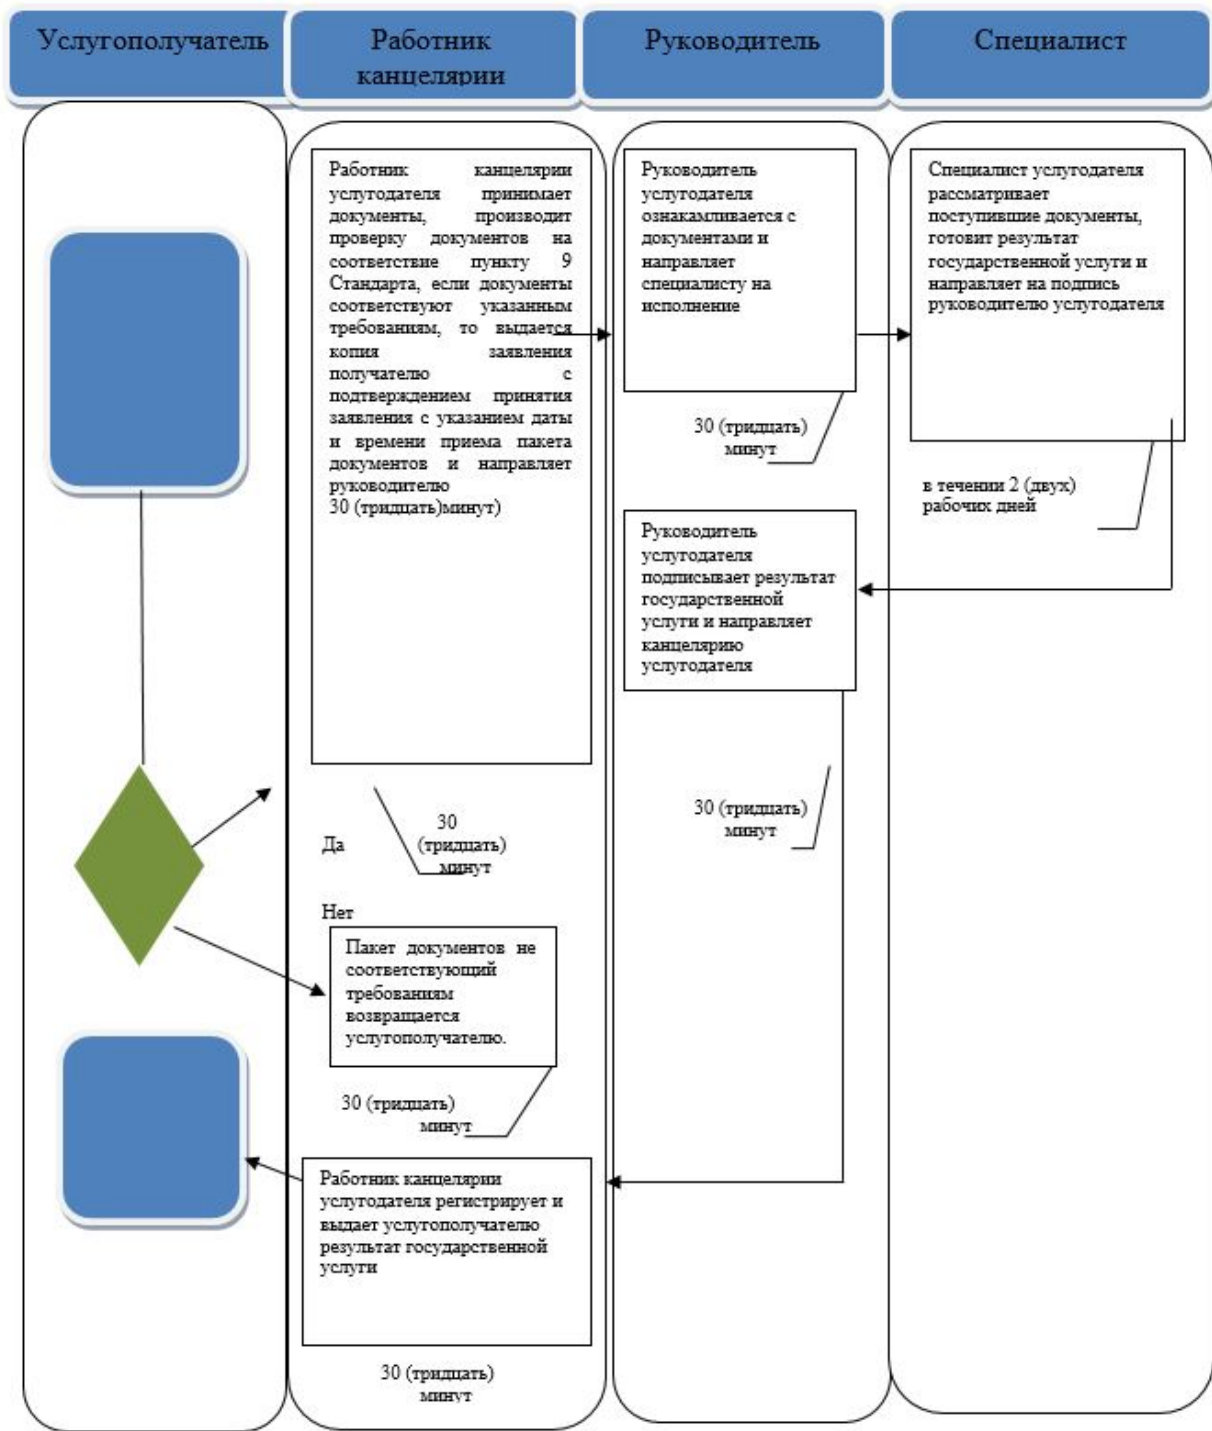 Услугополучатель
Работник
канцелярии
Руководитель
Специалист
Работник канцелярии
услугодателя принимает
документы, производит
проверку документов на
соответствие пункту 9
Стандарта, если документы
соответствуют указанным
требованиям, то выдается
копия заявления
получателю с
подтверждением принятия
заявления с указанием даты
и времени приема пакета
документов и направляет
руководителю
30 (тридцать)минут)
Руководитель
услугодателя
ознакамливается с
документами и
направляет
специалисту на
исполнение
30 (тридцать)
минут
Специалист услугодателя
рассматривает
поступившие документы,
готовит результат
государственной услуги и
направляет на подпись
руководителю услугодателя
в течении 2 (двух)
рабочих дней
Руководитель
услугодателя
подписывает результат
государственной
услуги и направляет
канцелярию
услугодателя
30 (тридцать)
минут
Да
30
(тридцать)
минут
Нет
Пакет документов не
соответствующий
требованиям
возвращается
услугополучателю.
30 (тридцать)
минут
Работник канцелярии
услугодателя регистрирует и
выдает услугополучателю
результат государственной
услуги
30 (тридцать)
минут